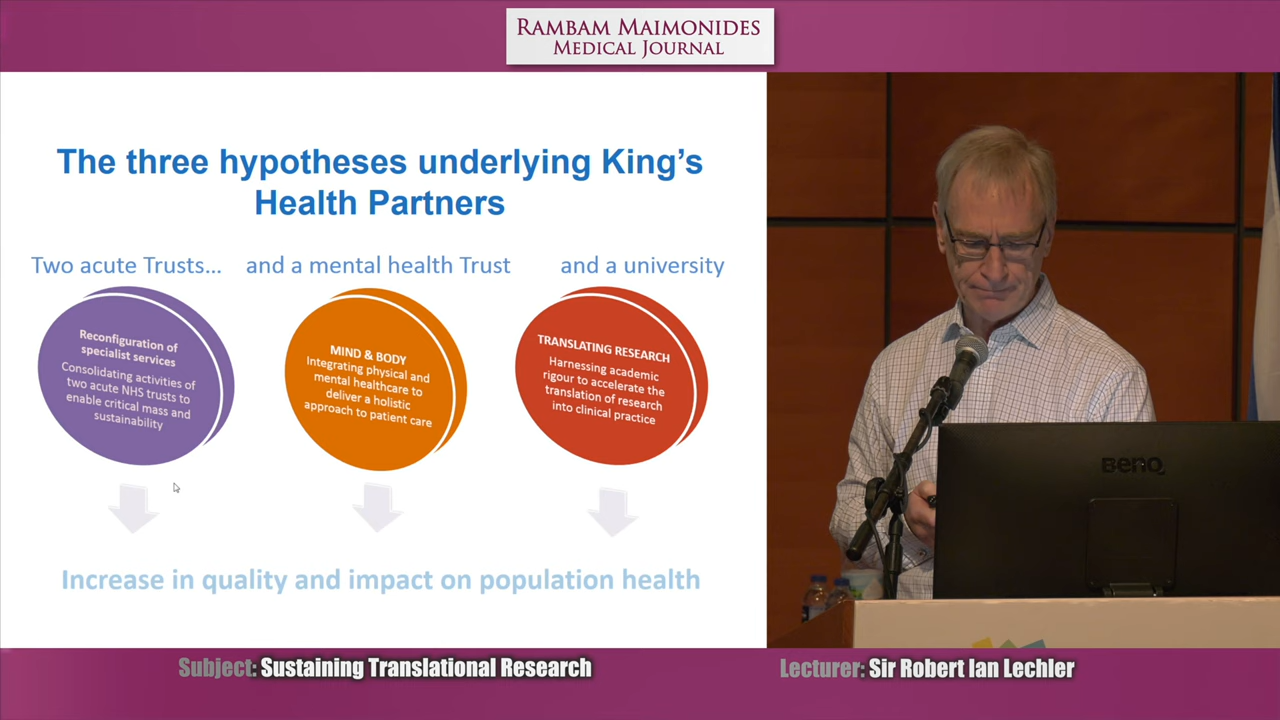 RAMBAM MAIMONIDES
MEDICAL JOURNAL
The three hypotheses underlying King's
Health Partners
Two acute Trusts...
and a mental health Trust
and a university
Reconfiguration of
specialist services
Consolidating activities of
two acute NHS trusts to
enable critical mass and
sustainability
MIND & BODY
Integrating physical and
mental healthcare to
deliver a holistic
approach to patient care
TRANSLATING RESEARCH
Harnessing academic
rigour to accelerate the
translation of research
into clinical practice
Increase in quality and impact on population health
BenQ
Subject: Sustaining Translational Research
Lecturer: Sir Robert Ian Lechler